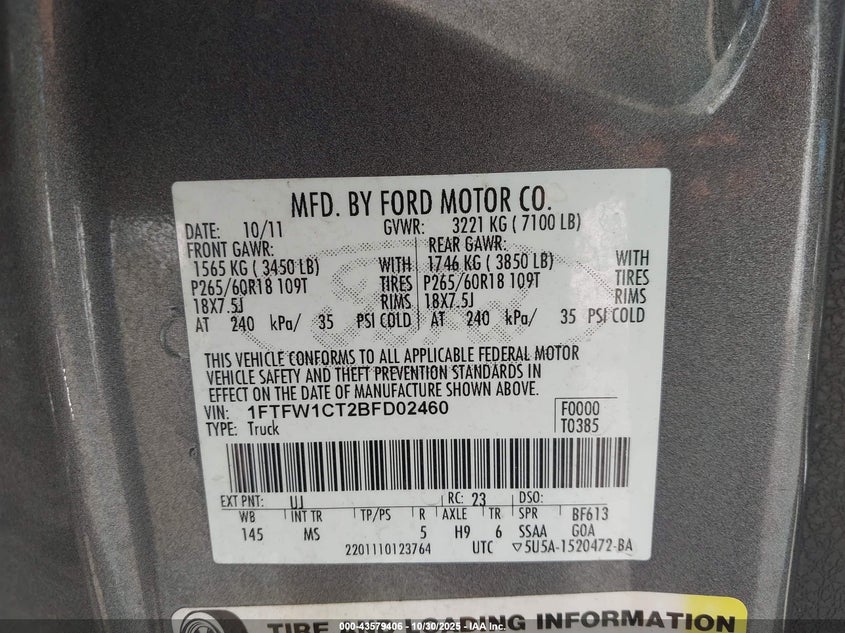 MFD. BY FORD MOTOR CO.
DATE: 10/11 GVWR: 3221 KG ( 7100 LB)
FRONT GAWR: REAR GAWR:
1565 KG ( 3450 LB) WITH 1746 KG ( 3850 LB) WITH
P265/60R18 109T TIRES P265/60R18 109T TIRES
18X7.5J RIMS 18X7.5J RIMS
AT 240 kPa/ 35 PSI COLD AT 240 kPa/ 35 PSI COLD
THIS VEHICLE CONFORMS TO ALL APPLICABLE FEDERAL MOTOR
VEHICLE SAFETY AND THEFT PREVENTION STANDARDS IN
EFFECT ON THE DATE OF MANUFACTURE SHOWN ABOVE.
VIN: 1FTFW1CT2BFD02460 F0000
TYPE: Truck T0385
EXT PNT: UJ RC: 23 DSO:
WB INT TR TP/PS R AXLE TR SPR BF613
145 MS 5 H9 6 SSAA GOA
2201110123764 UTC ▽5U5A-1520472-BA
TIRE AND LOADING INFORMATION
000-43579406 - 10/30/2025 - IAA Inc.